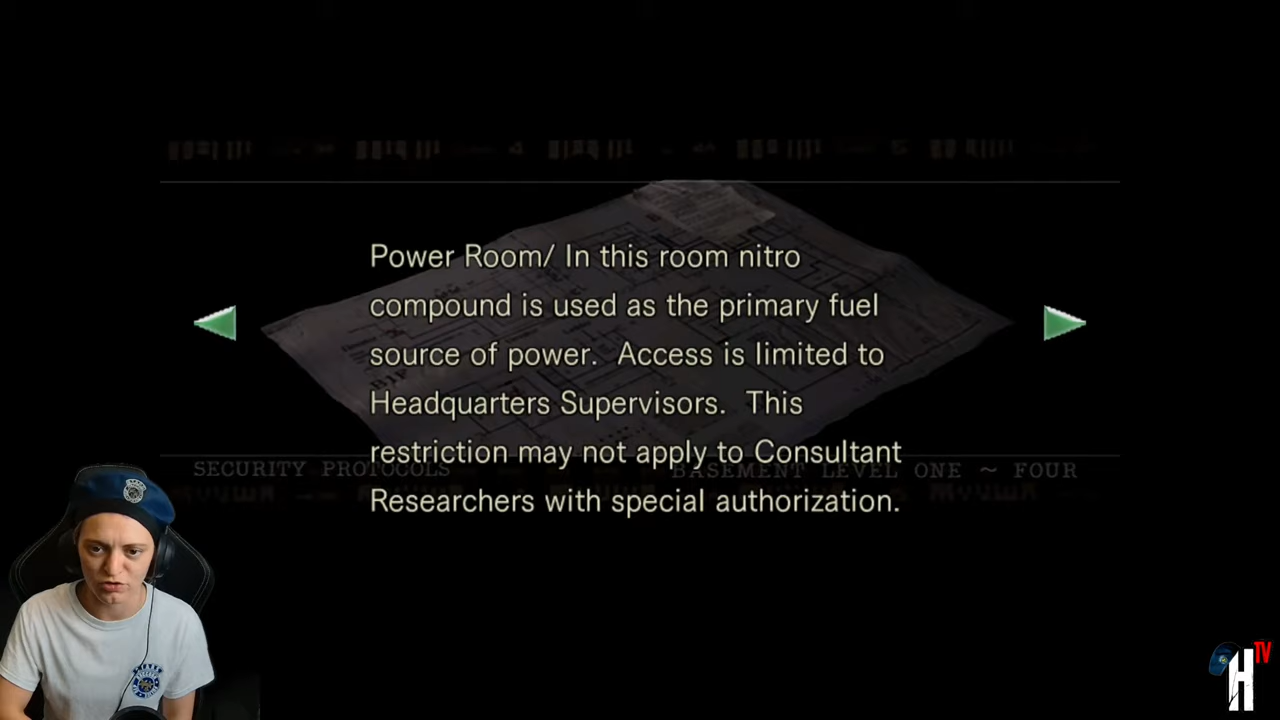 Power Room/ In this room nitro
compound is used as the primary fuel
source of power.  Access is limited to
Headquarters Supervisors.  This
restriction may not apply to Consultant
Researchers with special authorization.
SECURITY PROTOCOLS
BASEMENT LEVEL ONE ~ FOUR
H TV